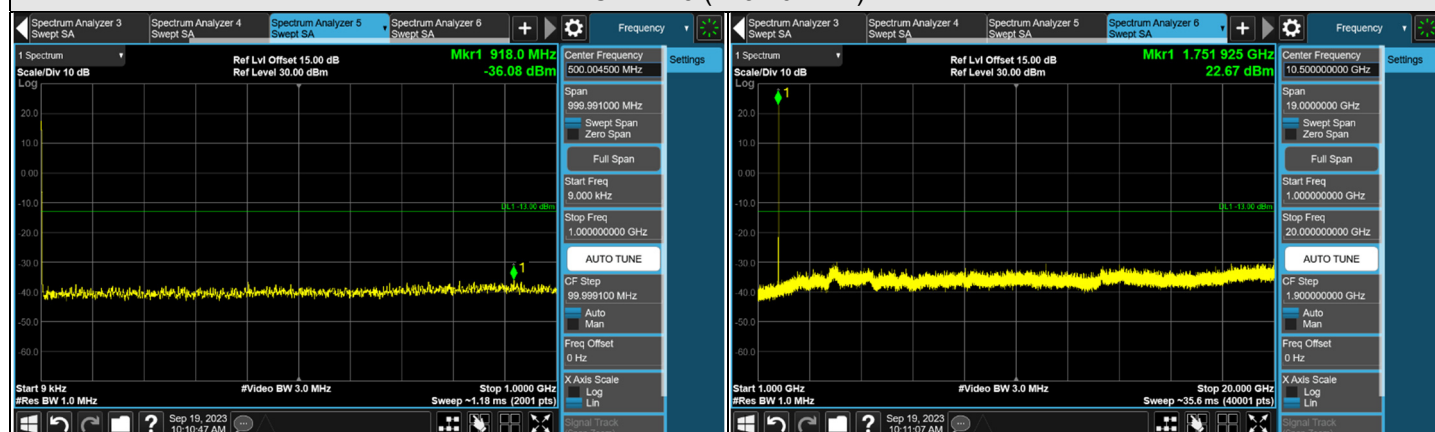 Spectrum Analyzer 3
Swept SA
Spectrum Analyzer 4
Swept SA
Spectrum Analyzer 5
Swept SA
Spectrum Analyzer 6
Swept SA
Frequency
1 Spectrum
Scale/Div 10 dB
Log
Ref Lvl Offset 15.00 dB
Ref Level 30.00 dBm
Mkr1 918.0 MHz
-36.08 dBm
20.0
10.0
0.00
-10.0
-20.0
-30.0
-40.0
-50.0
-60.0
DL1 -13.00 dBm
1
Start 9 kHz
#Res BW 1.0 MHz
#Video BW 3.0 MHz
Stop 1.0000 GHz
Sweep ~1.18 ms (2001 pts)
Sep 19, 2023
10:10:47 AM
Center Frequency
500.004500 MHz
Settings
Span
999.991000 MHz
Swept Span
Zero Span
Full Span
Start Freq
9.000 kHz
Stop Freq
1.000000000 GHz
AUTO TUNE
CF Step
99.999100 MHz
Auto
Man
Freq Offset
0 Hz
X Axis Scale
Log
Lin
Signal Track
Spectrum Analyzer 3
Swept SA
Spectrum Analyzer 4
Swept SA
Spectrum Analyzer 5
Swept SA
Spectrum Analyzer 6
Swept SA
Frequency
1 Spectrum
Scale/Div 10 dB
Log
Ref Lvl Offset 15.00 dB
Ref Level 30.00 dBm
Mkr1 1.751 925 GHz
22.67 dBm
1
20.0
10.0
0.00
-10.0
-20.0
-30.0
-40.0
-50.0
-60.0
DL1 -13.00 dBm
Start 1.000 GHz
#Res BW 1.0 MHz
#Video BW 3.0 MHz
Stop 20.000 GHz
Sweep ~35.6 ms (40001 pts)
Sep 19, 2023
10:11:07 AM
Center Frequency
10.500000000 GHz
Settings
Span
19.0000000 GHz
Swept Span
Zero Span
Full Span
Start Freq
1.000000000 GHz
Stop Freq
20.000000000 GHz
AUTO TUNE
CF Step
1.900000000 GHz
Auto
Man
Freq Offset
0 Hz
X Axis Scale
Log
Lin
Signal Track